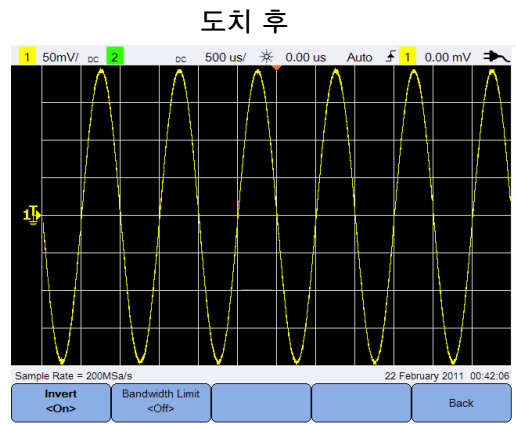 도치 후
1 50mV/ DC 2 DC 500 us/ 0.00 us Auto 1 0.00 mV
1
Sample Rate = 200MSa/s 22 February 2011 00:42:06
Invert Bandwidth Limit Back
<On> <Off>